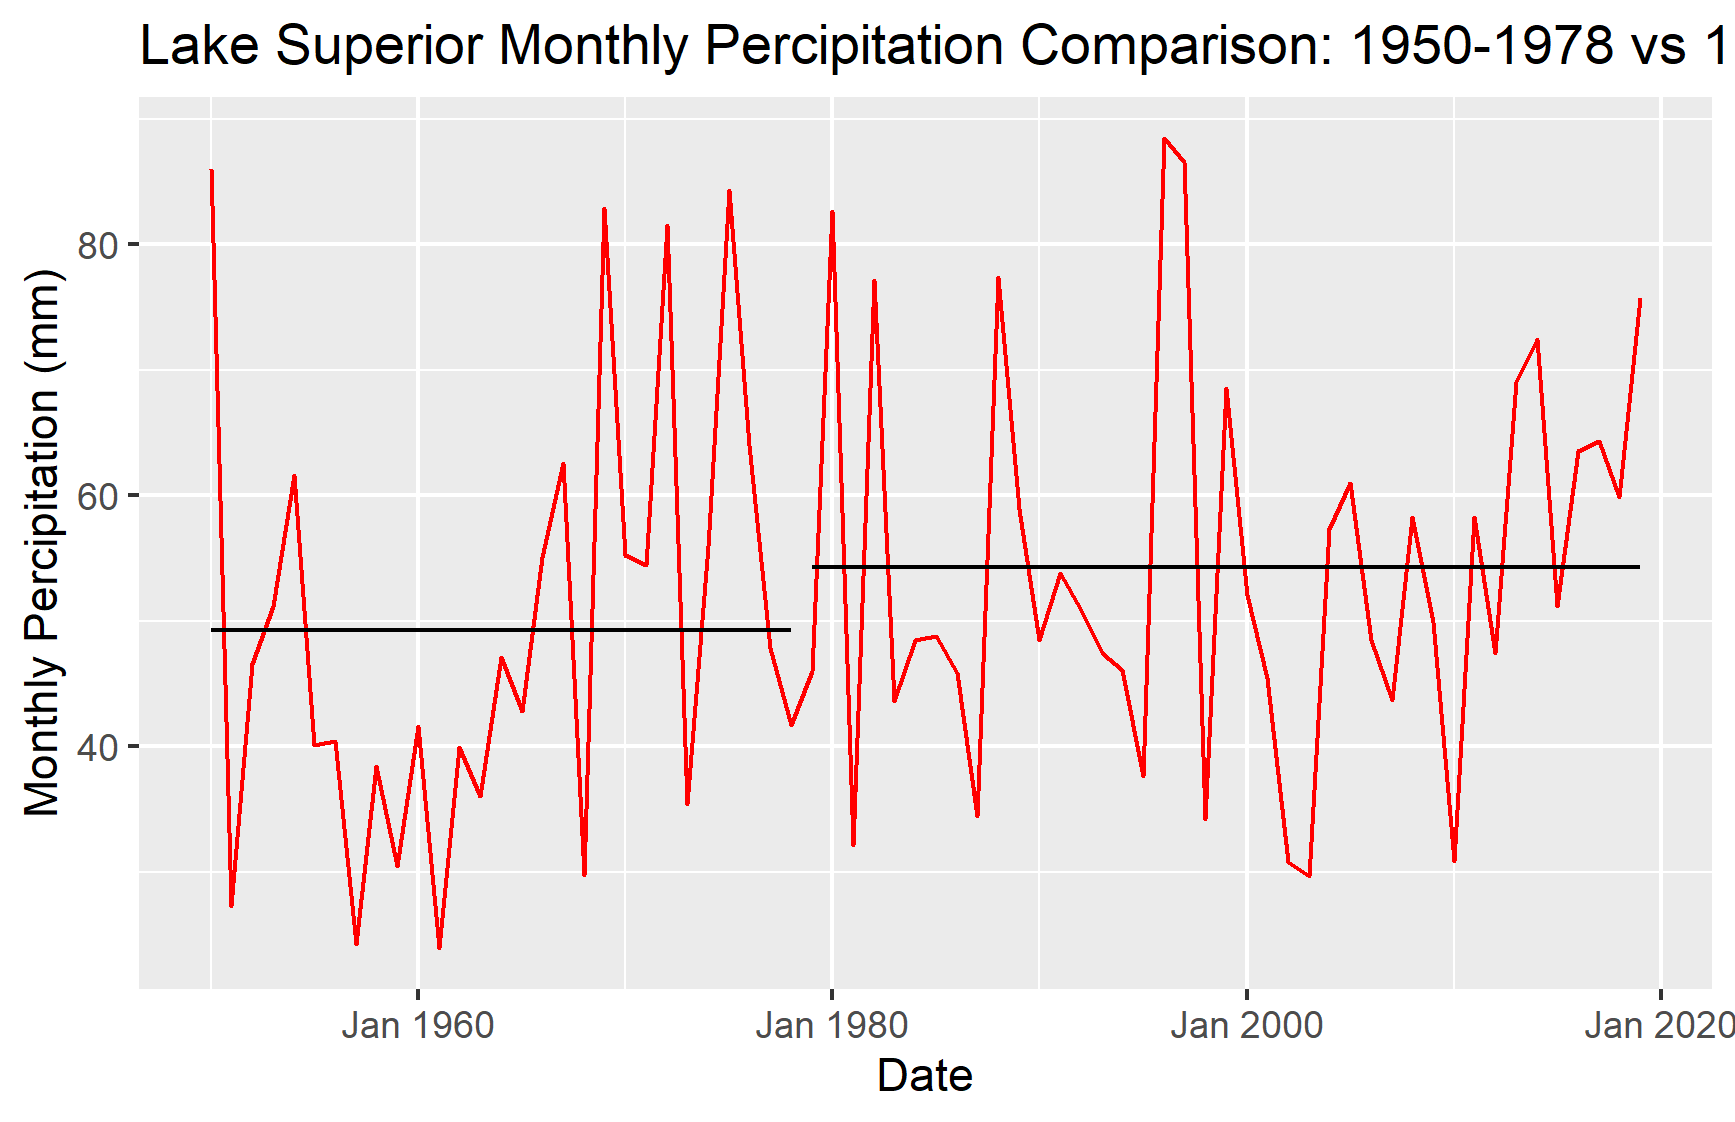 Lake Superior Monthly Percipitation Comparison: 1950-1978 vs 1
Monthly Percipitation (mm)
80
60
40
Jan 1960
Jan 1980
Jan 2000
Jan 2020
Date